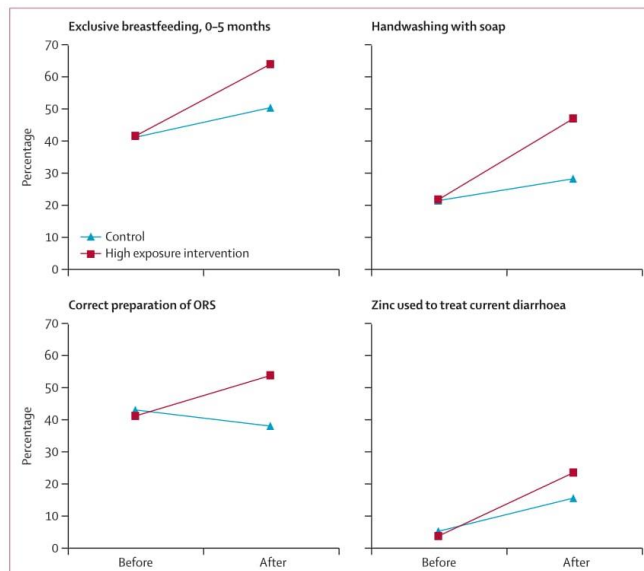 Exclusive breastfeeding, 0–5 months
70
60
50
40
30
20
10
0
Percentage
Control
High exposure intervention
Handwashing with soap
Correct preparation of ORS
70
60
50
40
30
20
10
0
Percentage
Before
After
Zinc used to treat current diarrhoea
Before
After